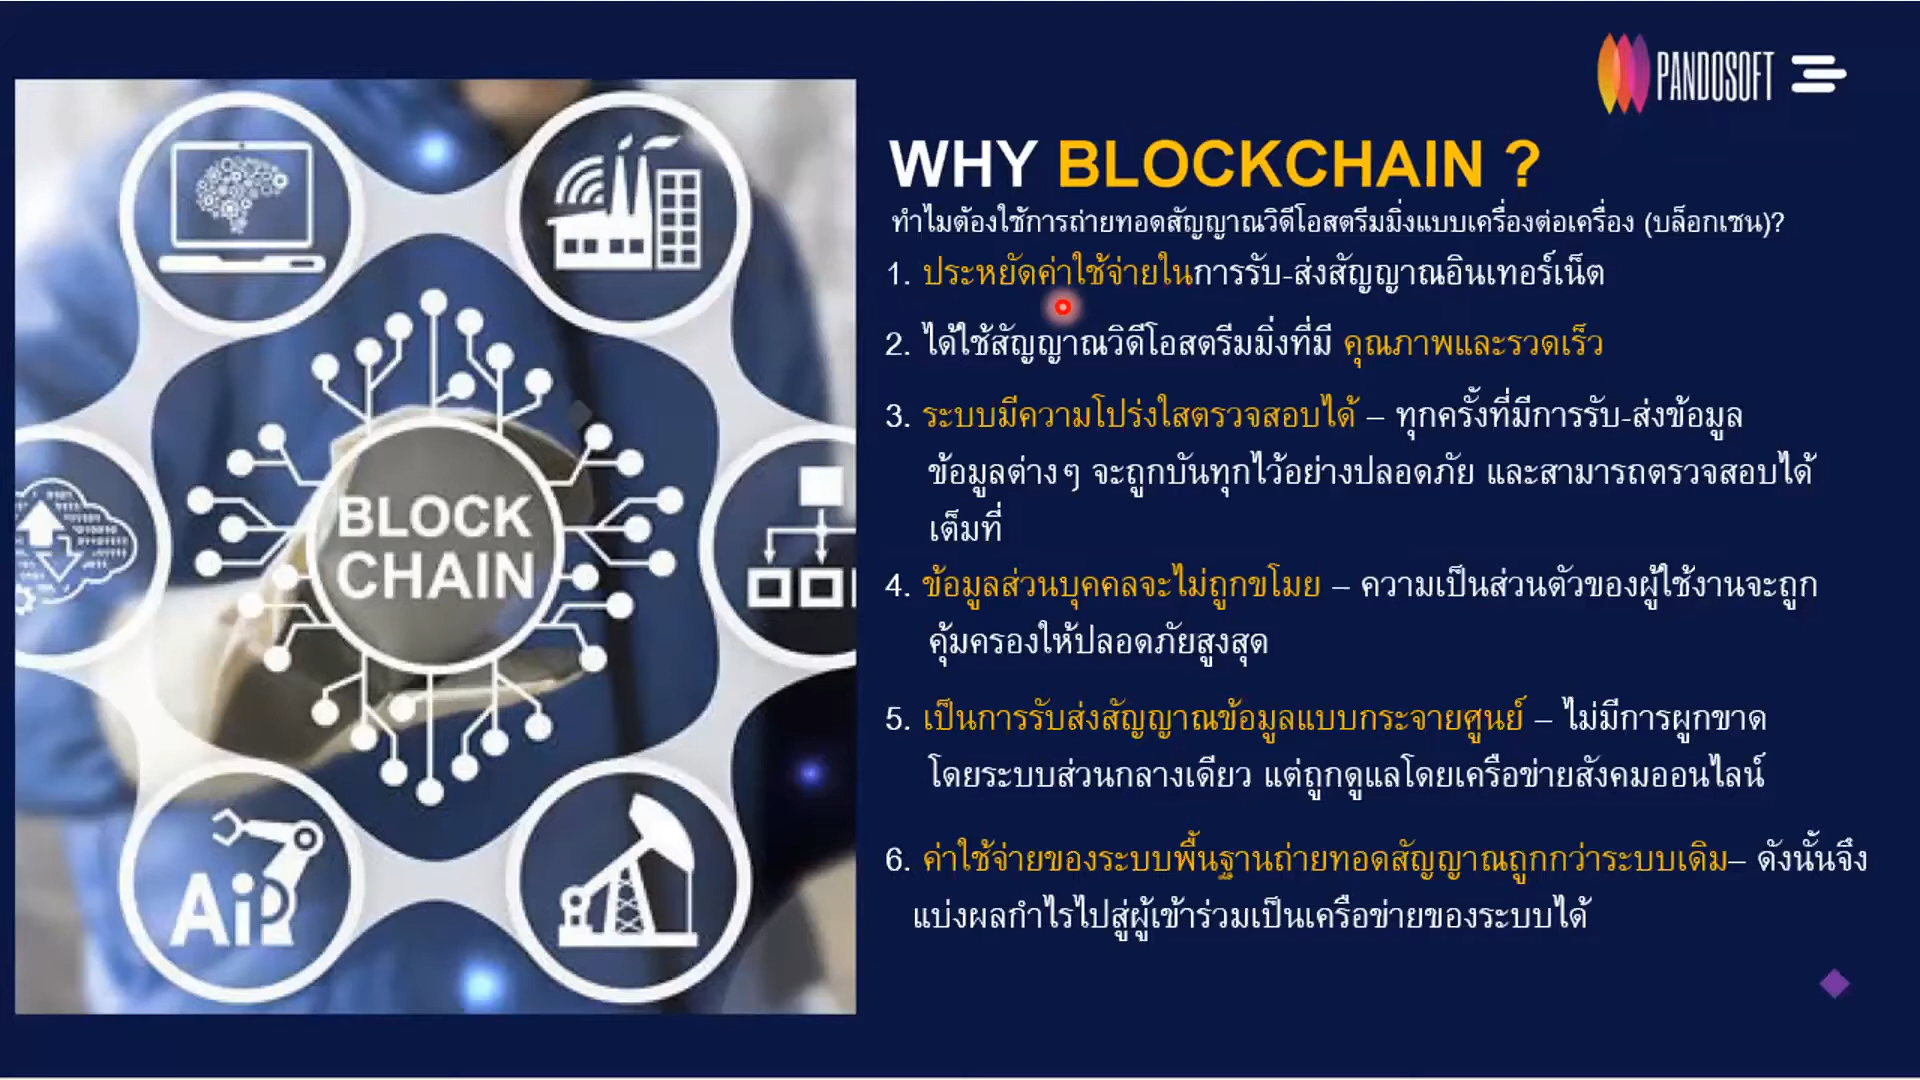 PANDOSOFT
WHY BLOCKCHAIN ?
ทำไมต้องใช้การถ่ายทอดสัญญาณวิดีโอสตรีมมิ่งแบบเครื่องต่อเครื่อง (บล็อกเชน)?
1. ประหยัดค่าใช้จ่ายในการรับ-ส่งสัญญาณอินเทอร์เน็ต
2. ได้ใช้สัญญาณวิดีโอสตรีมมิ่งที่มี คุณภาพและรวดเร็ว
3. ระบบมีความโปร่งใสตรวจสอบได้ – ทุกครั้งที่มีการรับ-ส่งข้อมูล
ข้อมูลต่างๆ จะถูกบันทุกไว้อย่างปลอดภัย และสามารถตรวจสอบได้
เต็มที่
4. ข้อมูลส่วนบุคคลจะไม่ถูกขโมย – ความเป็นส่วนตัวของผู้ใช้งานจะถูก
คุ้มครองให้ปลอดภัยสูงสุด
5. เป็นการรับส่งสัญญาณข้อมูลแบบกระจายศูนย์ – ไม่มีการผูกขาด
โดยระบบส่วนกลางเดียว แต่ถูกดูแลโดยเครือข่ายสังคมออนไลน์
6. ค่าใช้จ่ายของระบบพื้นฐานถ่ายทอดสัญญาณถูกกว่าระบบเดิม– ดังนั้นจึง
แบ่งผลกำไรไปสู่ผู้เข้าร่วมเป็นเครือข่ายของระบบได้
BLOCK
CHAIN
Ai